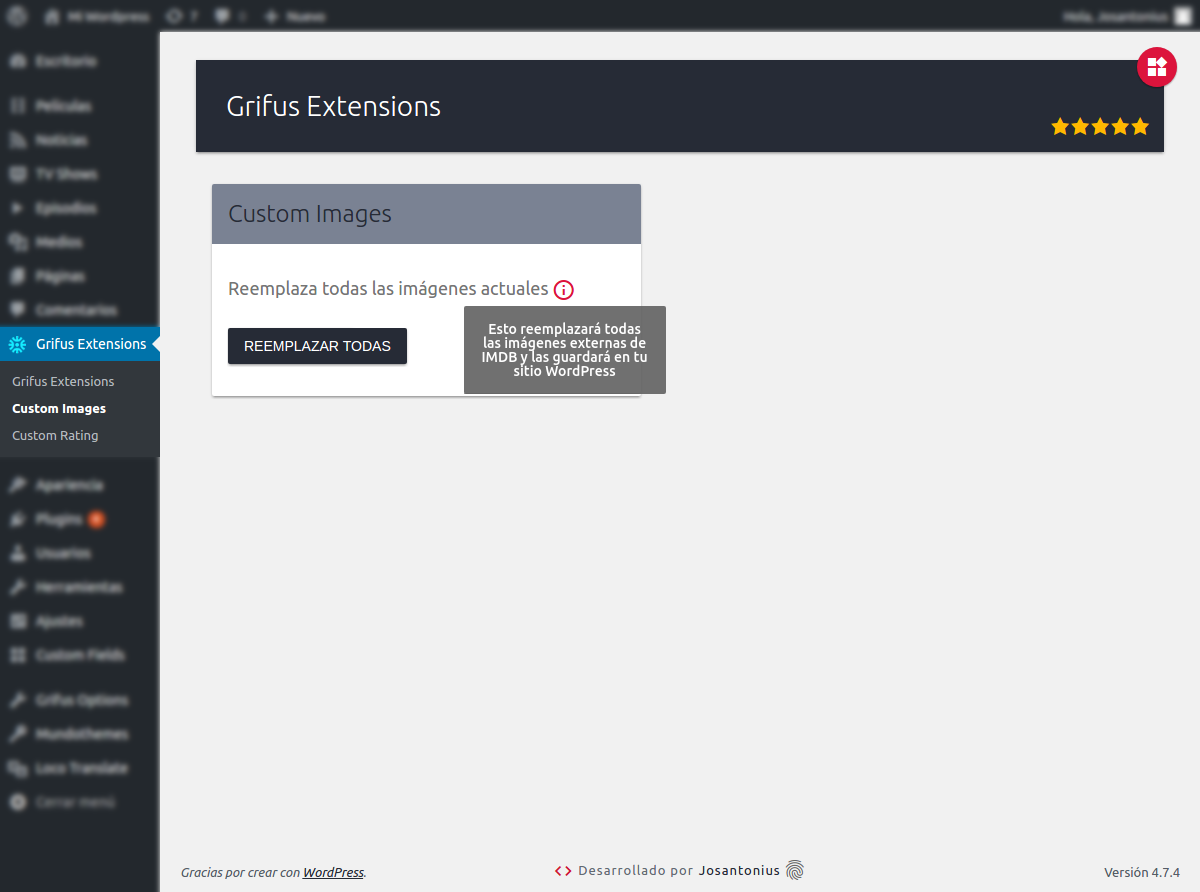 Mi Wordpress
7
Nuevo
Hola, Josantonius
Escritorio
Películas
Noticias
TV Shows
Episodios
Medios
Páginas
Comentarios
Grifus Extensions
Grifus Extensions
Custom Images
Custom Rating
Apariencia
Plugins
Usuarios
Herramientas
Ajustes
Custom Fields
Grifus Options
Mundothemes
Loco Translate
Cerrar menú
Grifus Extensions
Custom Images
Reemplaza todas las imágenes actuales
REEMPLAZAR TODAS
Esto reemplazará todas
las imágenes externas de
IMDB y las guardará en tu
sitio WordPress
Gracias por crear con WordPress.
Desarrollado por Josantonius
Versión 4.7.4